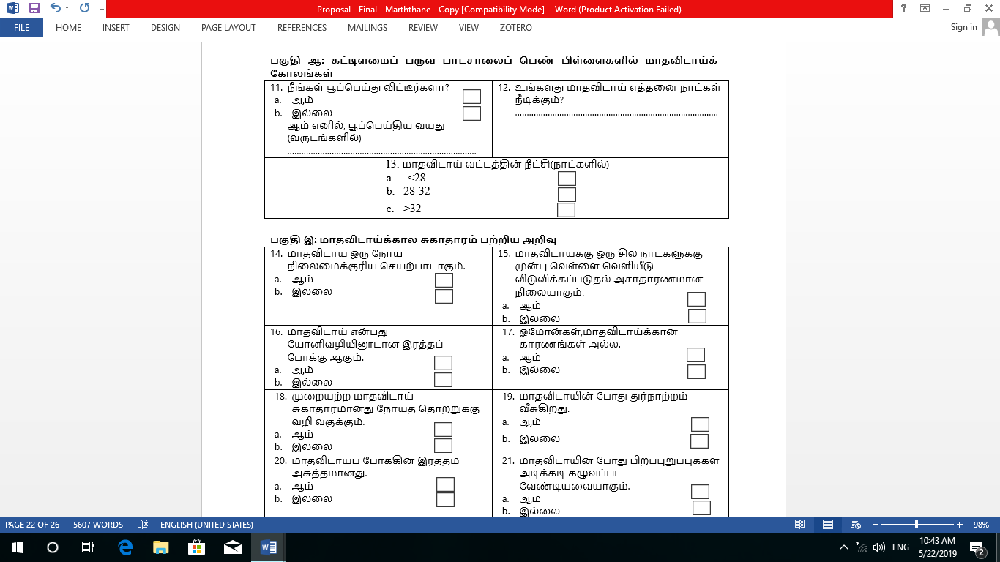 Proposal - Final - Marththane - Copy [Compatibility Mode] - Word (Product Activation Failed)
FILE HOME INSERT DESIGN PAGE LAYOUT REFERENCES MAILINGS REVIEW VIEW ZOTERO Sign in
பகுதி ஆ: கட்டிளமைப் பருவ பாடசாலைப் பெண் பிள்ளைகளில் மாதவிடாய்க்
கோலங்கள்
11. நீங்கள் பூப்பெய்து விட்டீர்களா?
a. ஆம்
b. இல்லை
ஆம் எனில், பூப்பெய்திய வயது
(வருடங்களில்)
................................................................................
12. உங்களது மாதவிடாய் எத்தனை நாட்கள்
நீடிக்கும்?
......................................................................................
13. மாதவிடாய் வட்டத்தின் நீட்சி(நாட்களில்)
a. <28
b. 28-32
c. >32
பகுதி இ: மாதவிடாய்க்கால சுகாதாரம் பற்றிய அறிவு
14. மாதவிடாய் ஒரு நோய்
நிலைமைக்குரிய செயற்பாடாகும்.
a. ஆம்
b. இல்லை
15. மாதவிடாய்க்கு ஒரு சில நாட்களுக்கு
முன்பு வெள்ளை வெளியீடு
விடுவிக்கப்படுதல் அசாதாரணமான
நிலையாகும்.
a. ஆம்
b. இல்லை
16. மாதவிடாய் என்பது
யோனிவழியினூடான இரத்தப்
போக்கு ஆகும்.
a. ஆம்
b. இல்லை
17. ஓமோன்கள்,மாதவிடாய்க்கான
காரணங்கள் அல்ல.
a. ஆம்
b. இல்லை
18. முறையற்ற மாதவிடாய்
சுகாதாரமானது நோய்த் தொற்றுக்கு
வழி வகுக்கும்.
a. ஆம்
b. இல்லை
19. மாதவிடாயின் போது துர்நாற்றம்
வீசுகிறது.
a. ஆம்
b. இல்லை
20. மாதவிடாய்ப் போக்கின் இரத்தம்
அசுத்தமானது.
a. ஆம்
b. இல்லை
21. மாதவிடாயின் போது பிறப்புறுப்புக்கள்
அடிக்கடி கழுவப்பட
வேண்டியவையாகும்.
a. ஆம்
b. இல்லை
PAGE 22 OF 26 5607 WORDS ENGLISH (UNITED STATES) 98%
ENG 10:43 AM
5/22/2019 2